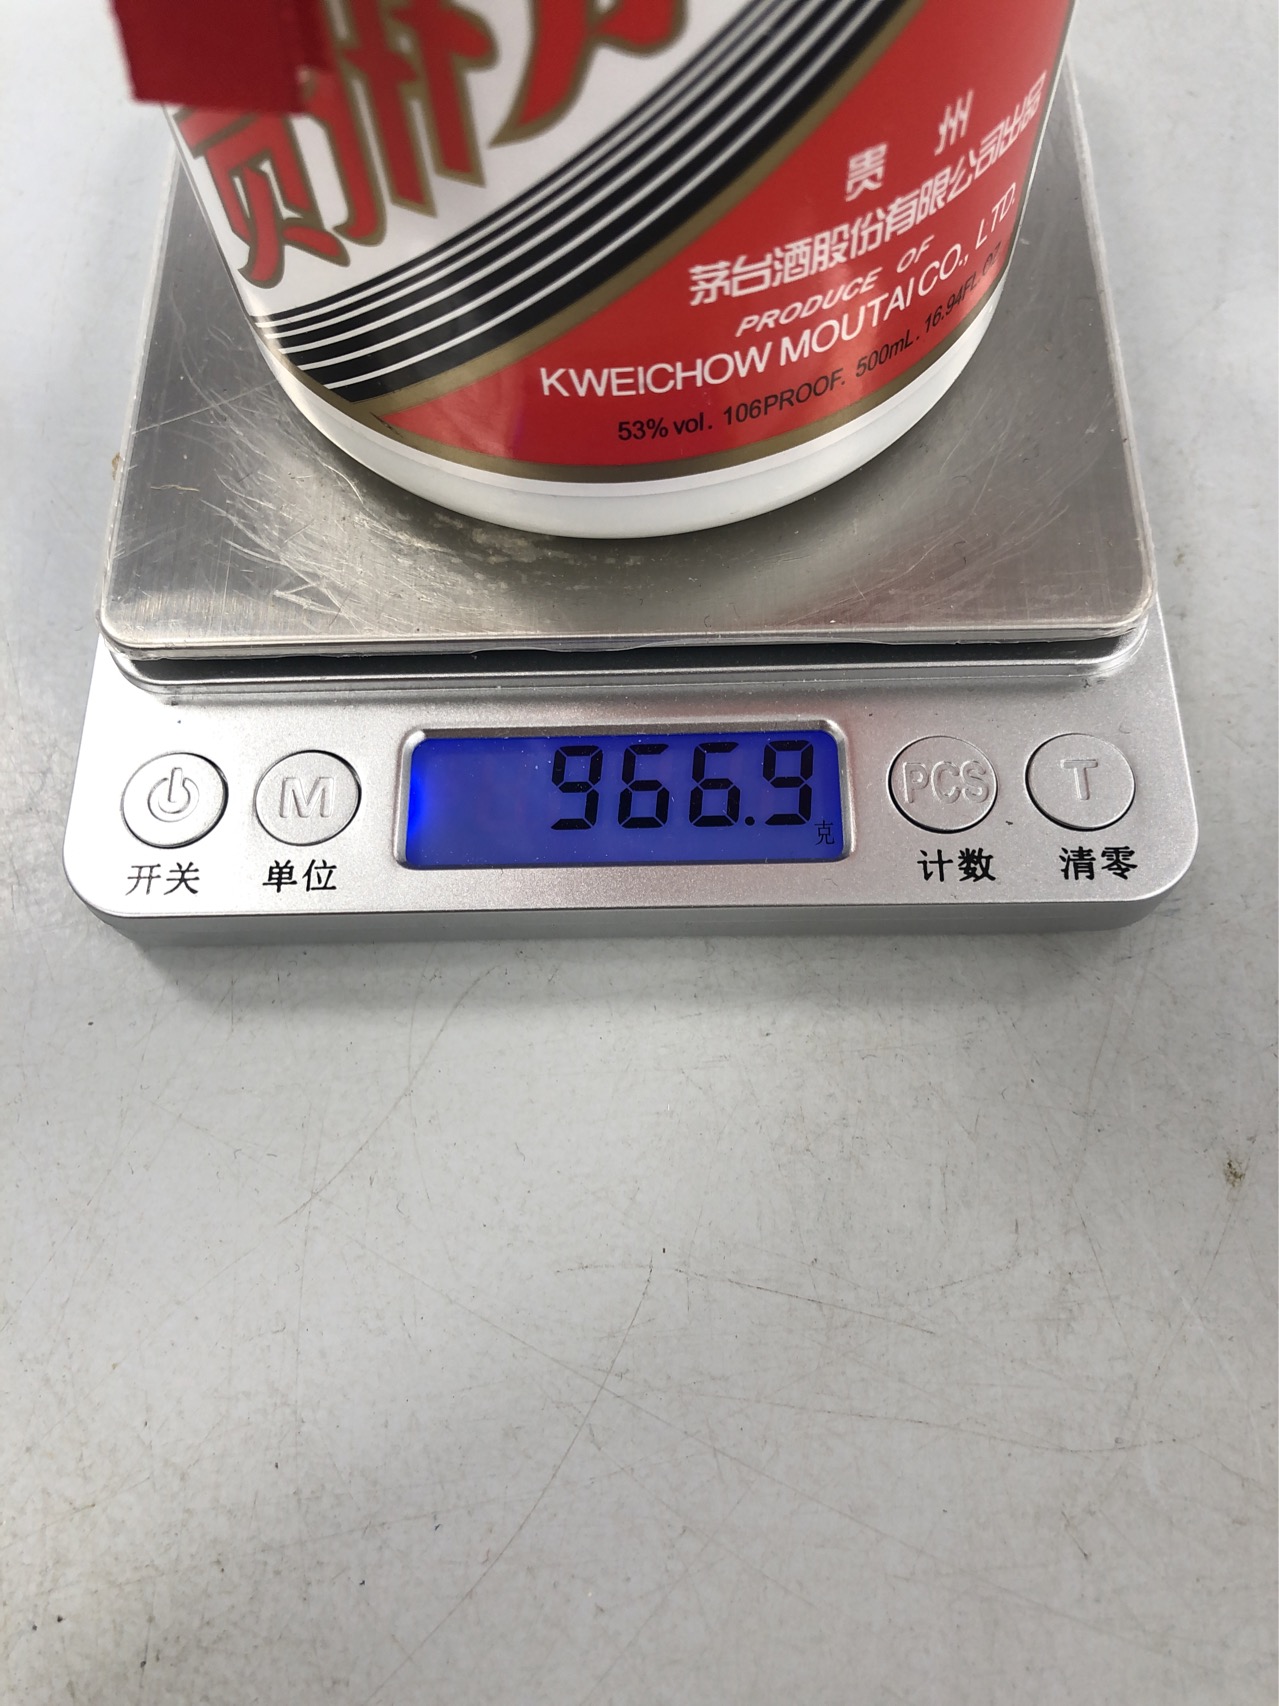 贵州
茅台酒股份有限公司出品
PRODUCE OF
KWEICHOW MOUTAI CO., LTD.
53% vol. 106PROOF. 500mL. 16.94FL.OZ
966.9
克
M
PCS
T
开关
单位
计数
清零